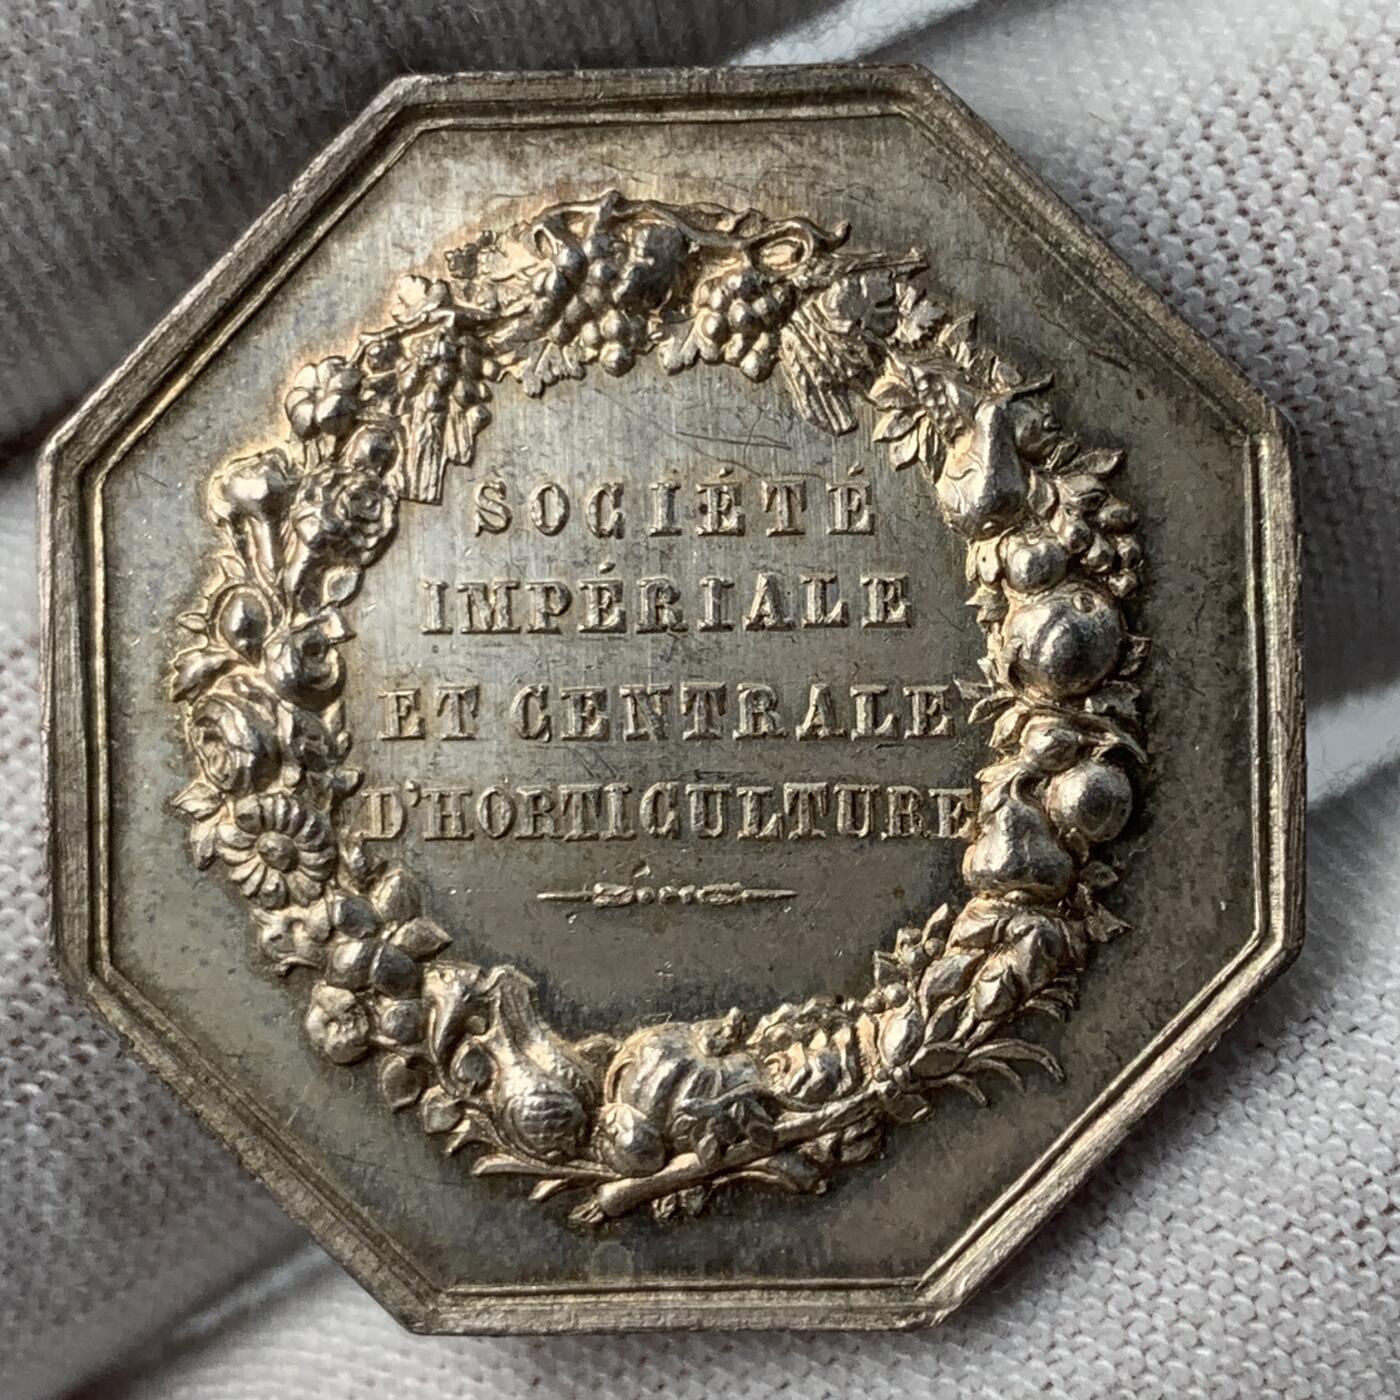 SOCIÉTÉ
IMPÉRIALE
ET CENTRALE
D'HORTICULTURE